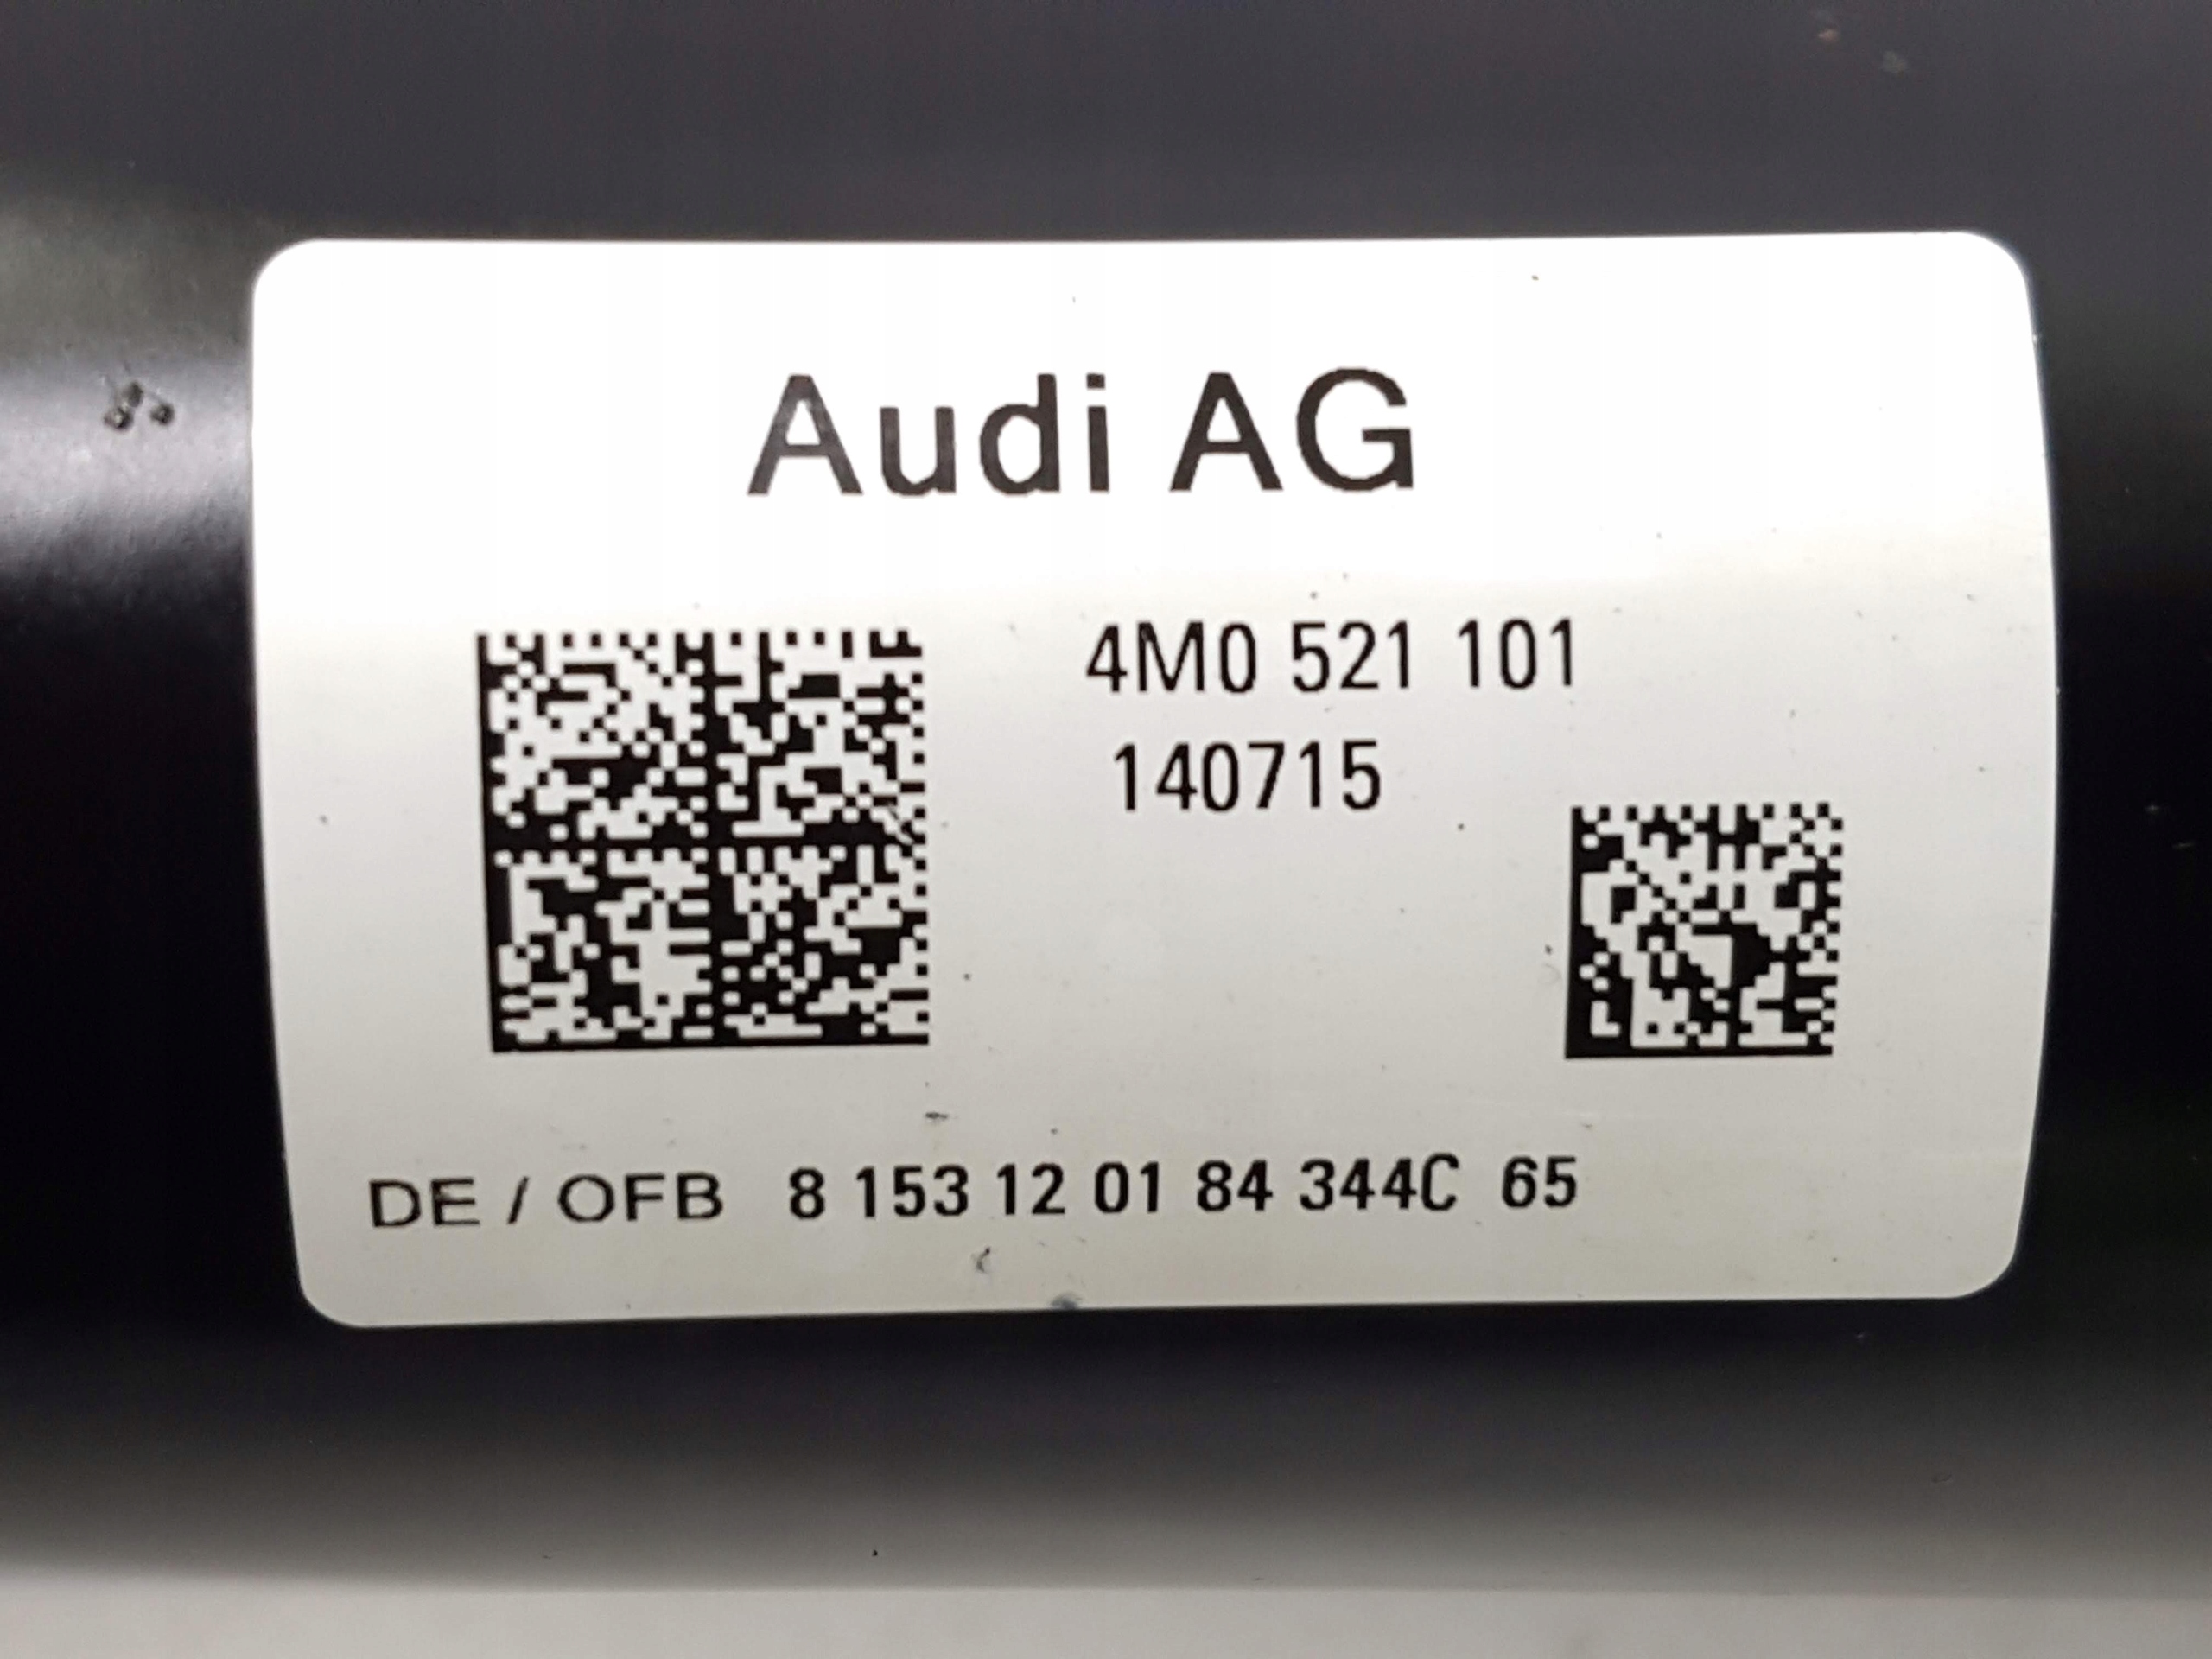 Audi AG
4M0 521 101
140715
DE / OFB 8 153 12 01 84 344C 65